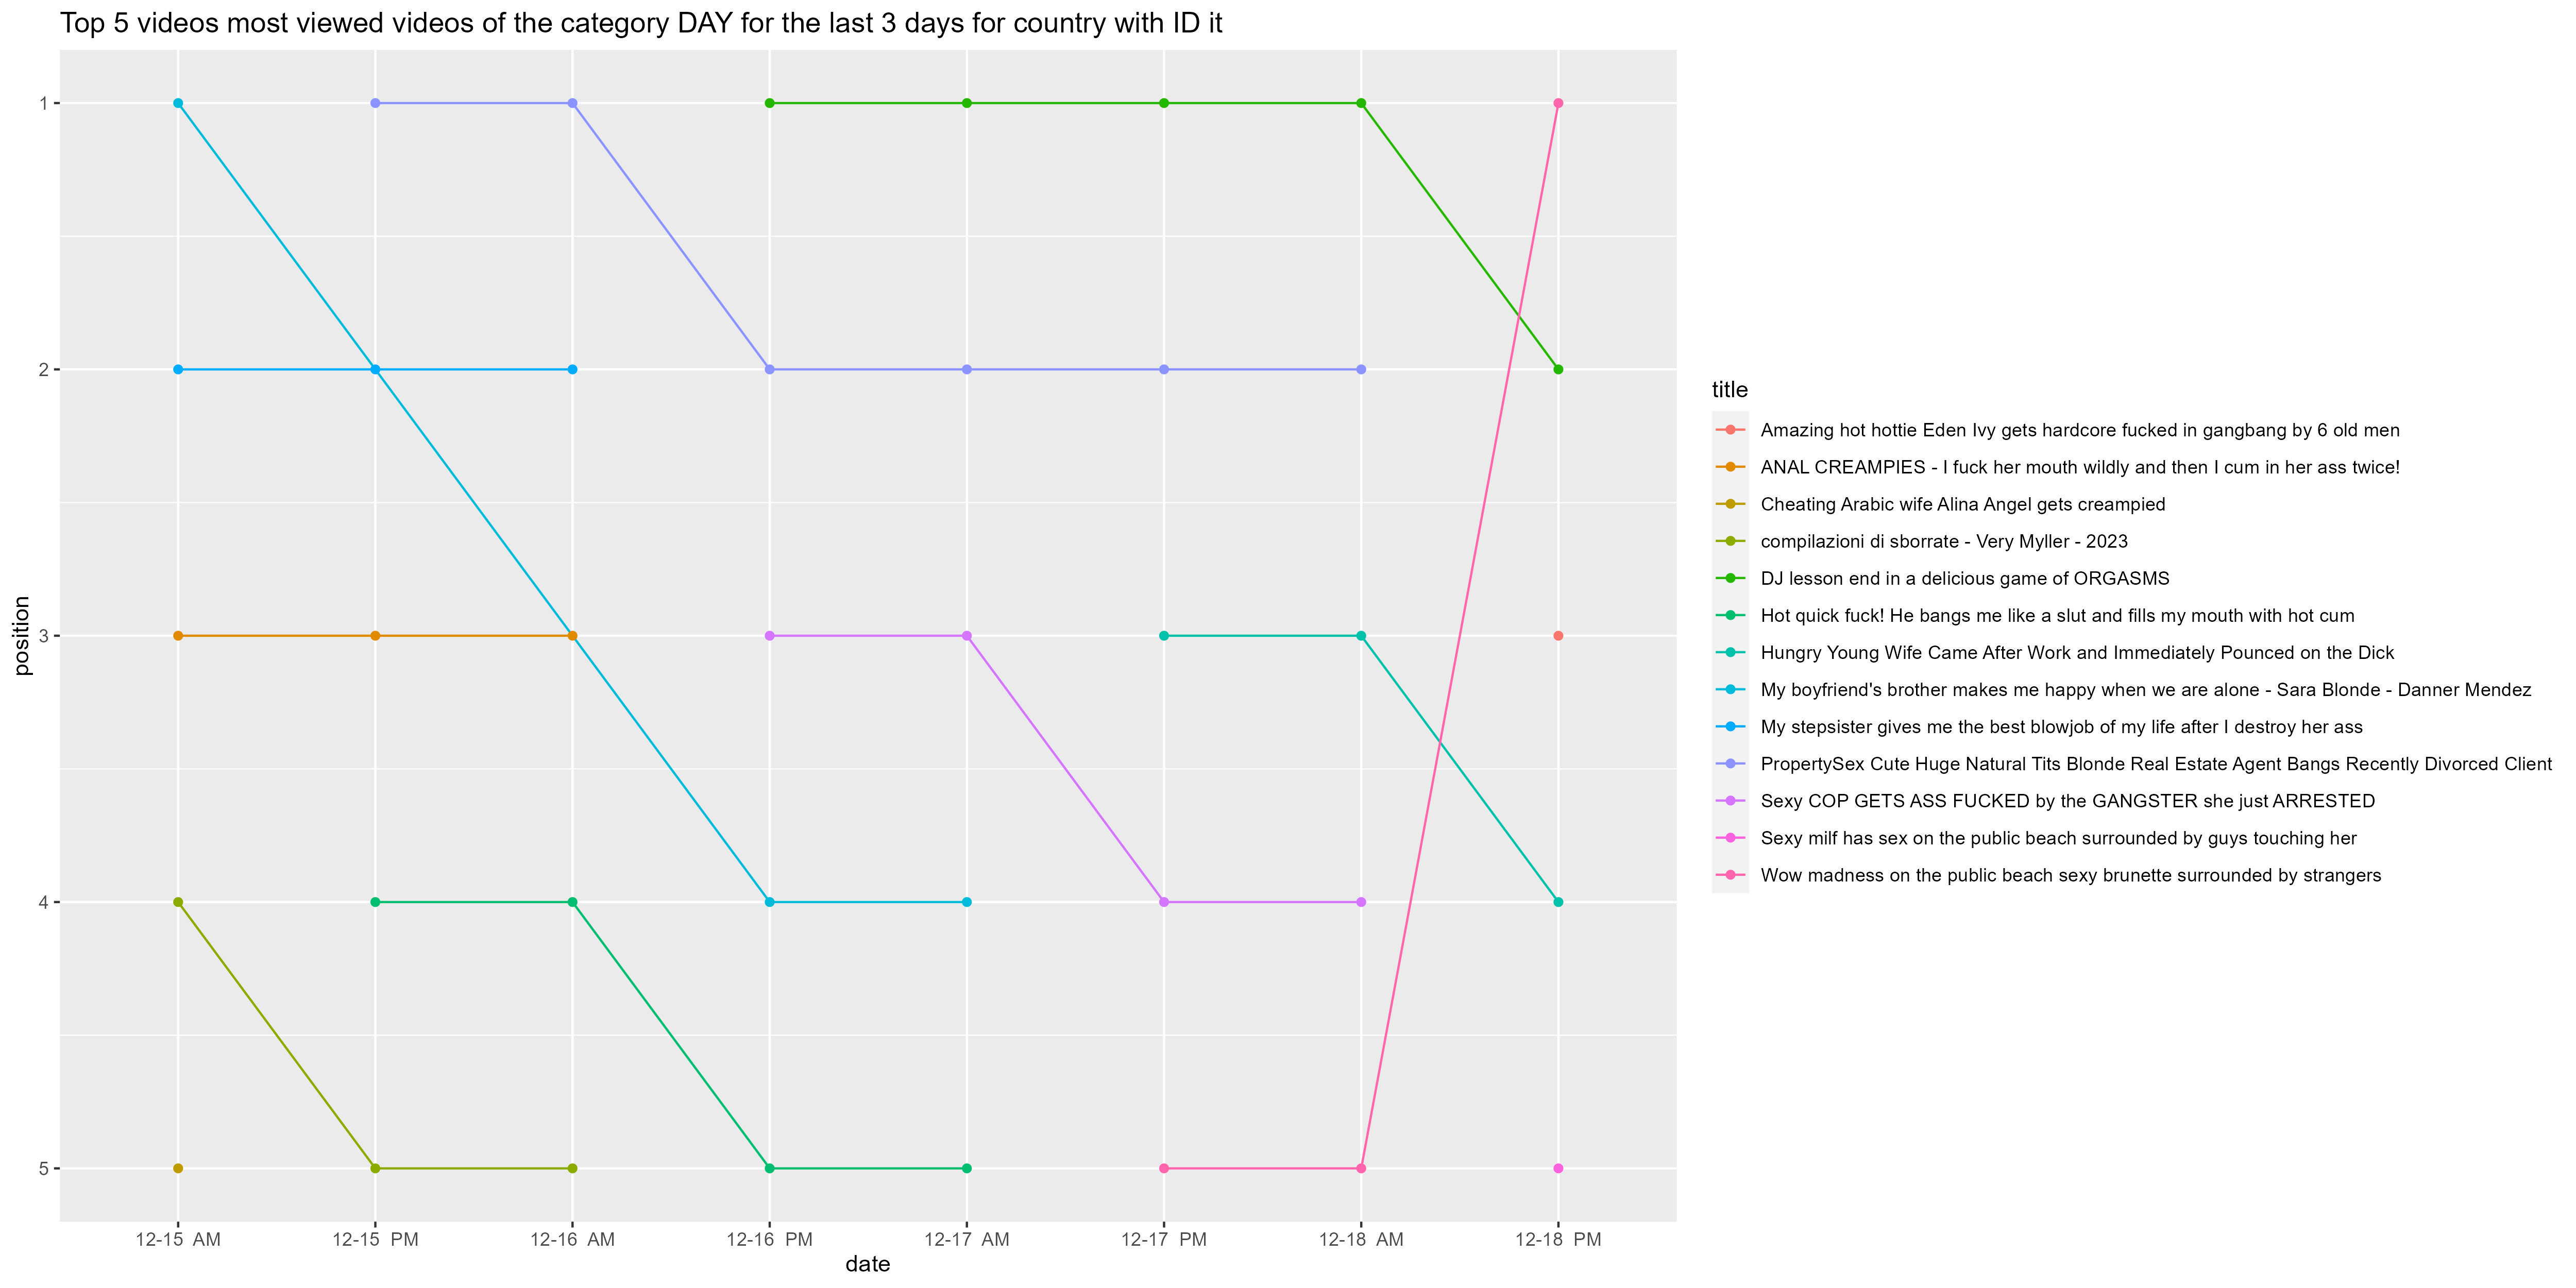 Top 5 videos most viewed videos of the category DAY for the last 3 days for country with ID it
1
2
3
4
5
position
12-15 AM
12-15 PM
12-16 AM
12-16 PM
12-17 AM
12-17 PM
12-18 AM
12-18 PM
date
title
Amazing hot hottie Eden Ivy gets hardcore fucked in gangbang by 6 old men
ANAL CREAMPIES - I fuck her mouth wildly and then I cum in her ass twice!
Cheating Arabic wife Alina Angel gets creampied
compilazioni di sborrate - Very Myller - 2023
DJ lesson end in a delicious game of ORGASMS
Hot quick fuck! He bangs me like a slut and fills my mouth with hot cum
Hungry Young Wife Came After Work and Immediately Pounced on the Dick
My boyfriend's brother makes me happy when we are alone - Sara Blonde - Danner Mendez
My stepsister gives me the best blowjob of my life after I destroy her ass
PropertySex Cute Huge Natural Tits Blonde Real Estate Agent Bangs Recently Divorced Client
Sexy COP GETS ASS FUCKED by the GANGSTER she just ARRESTED
Sexy milf has sex on the public beach surrounded by guys touching her
Wow madness on the public beach sexy brunette surrounded by strangers